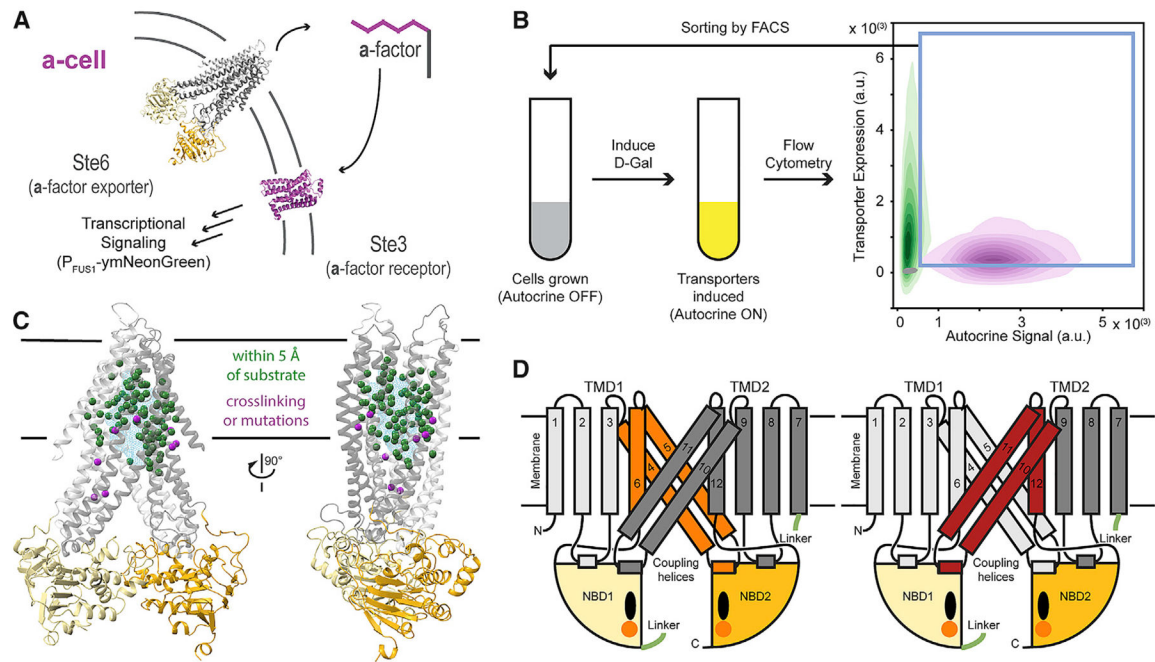 A
a-cell
a-factor
Ste6
(a-factor exporter)
Transcriptional
Signaling
(P_FUS1-ymNeonGreen)
Ste3
(a-factor receptor)
B
Sorting by FACS
Induce
D-Gal
Flow
Cytometry
Cells grown
(Autocrine OFF)
Transporters
induced
(Autocrine ON)
x 10(3)
Transporter Expression (a.u.)
6
4
2
0
0
1
3
5
x 10(3)
Autocrine Signal (a.u.)
C
within 5 Å
of substrate
crosslinking
or mutations
90°
D
TMD1
TMD2
Membrane
1
2
3
6
4
5
11
10
12
9
8
7
N
Linker
Coupling
helices
NBD1
NBD2
Linker
C
TMD1
TMD2
Membrane
1
2
3
6
4
5
11
10
12
9
8
7
N
Linker
Coupling
helices
NBD1
NBD2
Linker
C